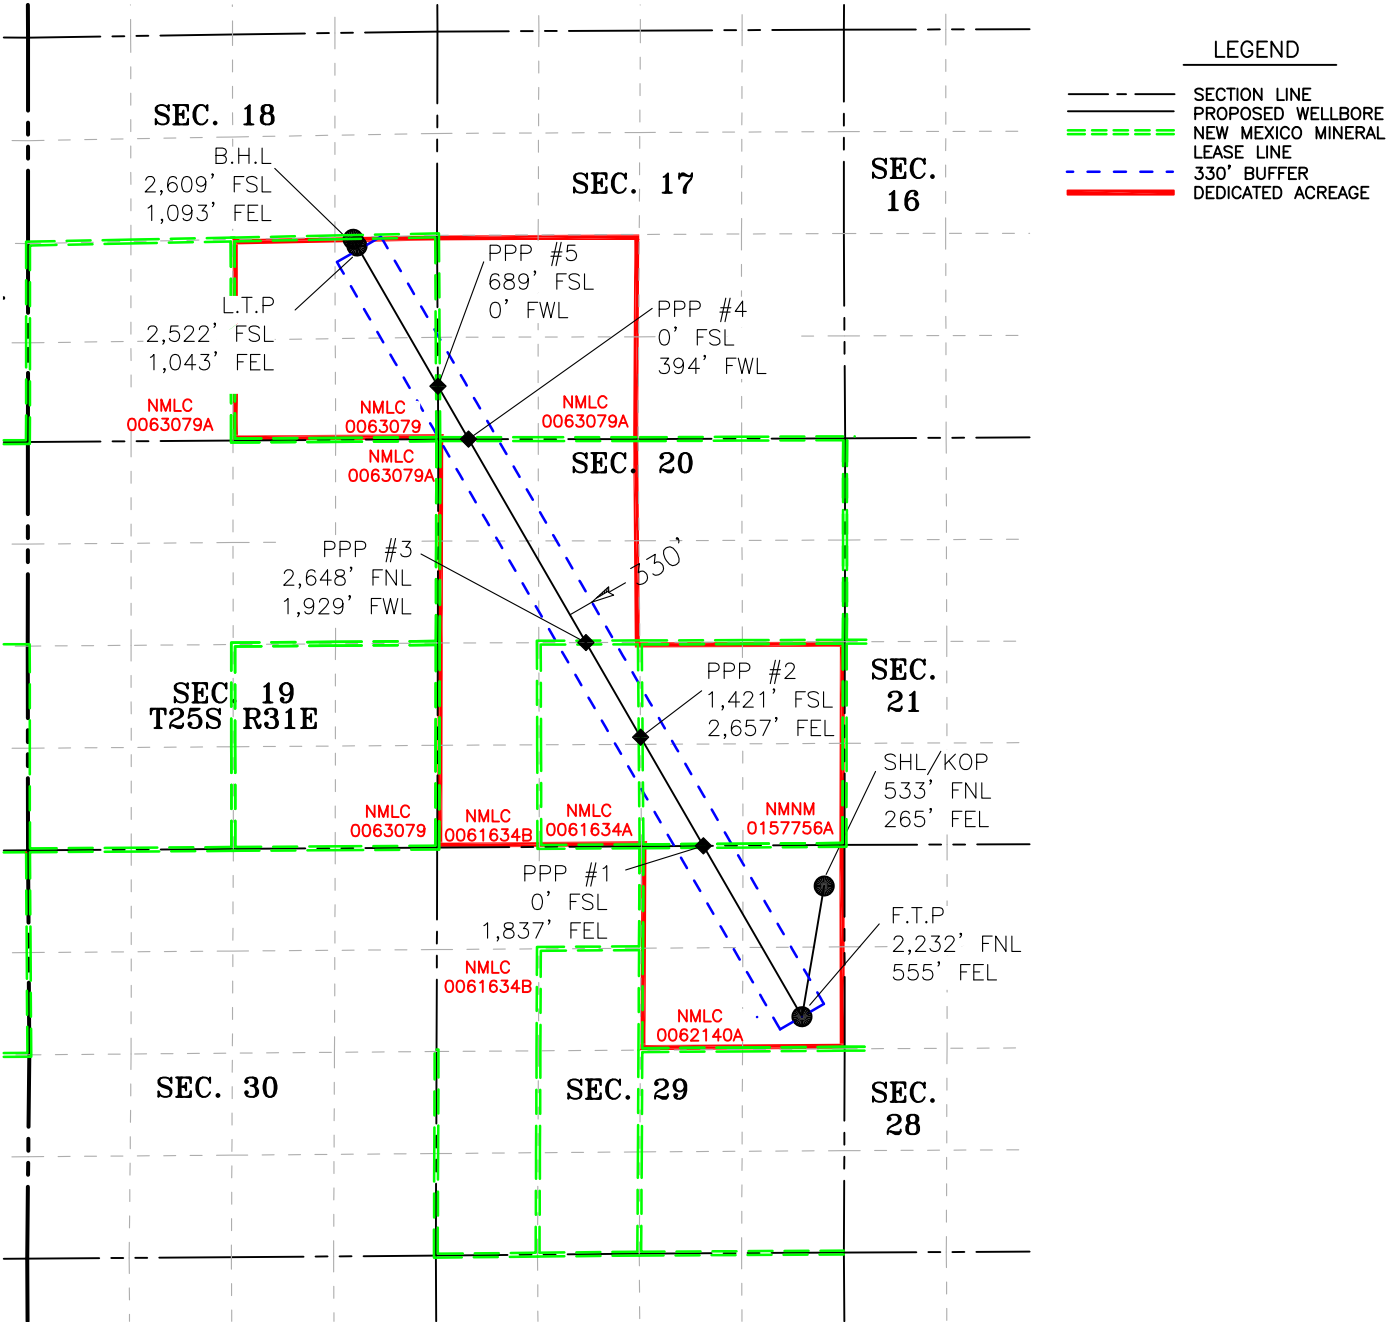 LEGEND
SECTION LINE
PROPOSED WELLBORE
NEW MEXICO MINERAL
LEASE LINE
330' BUFFER
DEDICATED ACREAGE
SEC. 18
B.H.L
2,609' FSL
1,093' FEL
SEC. 17
SEC.
16
L.T.P
2,522' FSL
1,043' FEL
PPP #5
689' FSL
0' FWL
PPP #4
0' FSL
394' FWL
NMLC
0063079A
NMLC
0063079
NMLC
0063079A
NMLC
0063079A
SEC. 20
PPP #3
2,648' FNL
1,929' FWL
330'
SEC. 19
T25S R31E
PPP #2
1,421' FSL
2,657' FEL
SEC.
21
SHL/KOP
533' FNL
265' FEL
NMLC
0063079
NMLC
0061634B
NMLC
0061634A
NMNM
0157756A
PPP #1
0' FSL
1,837' FEL
F.T.P
2,232' FNL
555' FEL
NMLC
0061634B
NMLC
0062140A
SEC. 30
SEC. 29
SEC.
28